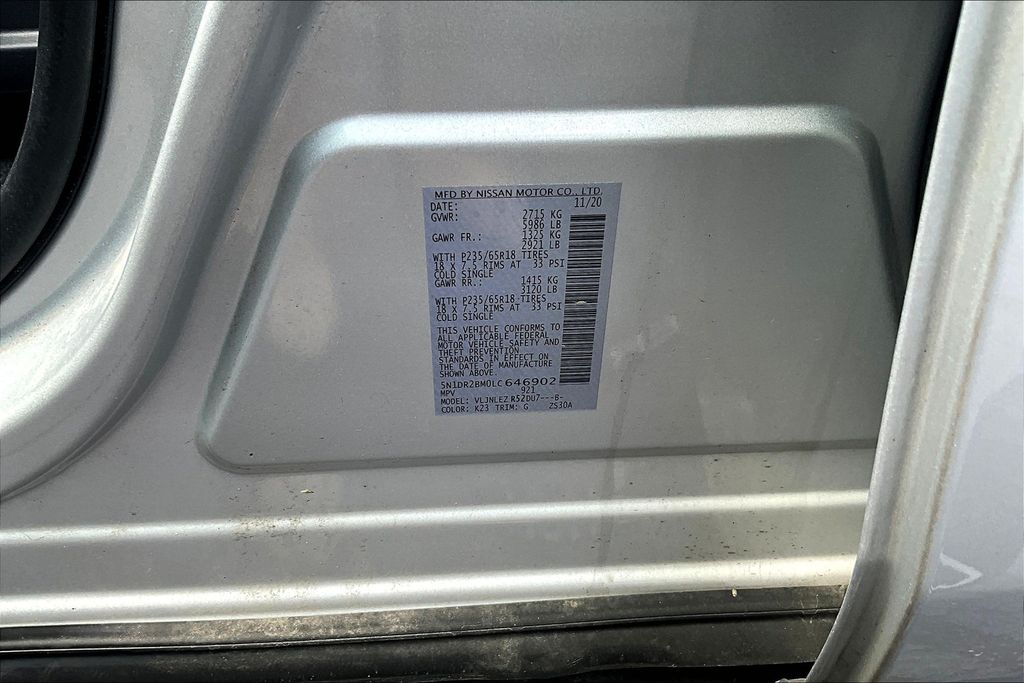 MFD BY NISSAN MOTOR CO., LTD.
DATE: 11/20
GVWR: 2715 KG
5986 LB
GAWR FR.: 1325 KG
2921 LB
WITH P235/65R18 TIRES
18 X 7.5 RIMS AT 33 PSI
COLD SINGLE
GAWR RR.: 1415 KG
3120 LB
WITH P235/65R18 TIRES
18 X 7.5 RIMS AT 33 PSI
COLD SINGLE
THIS VEHICLE CONFORMS TO
ALL APPLICABLE FEDERAL
MOTOR VEHICLE SAFETY AND
THEFT PREVENTION
STANDARDS IN EFFECT ON
THE DATE OF MANUFACTURE
SHOWN ABOVE.
5N1DR2BM0LC646902
MPV 921
MODEL: VLJNLEZ R52DU7---B-
COLOR: K23 TRIM: G ZS30A